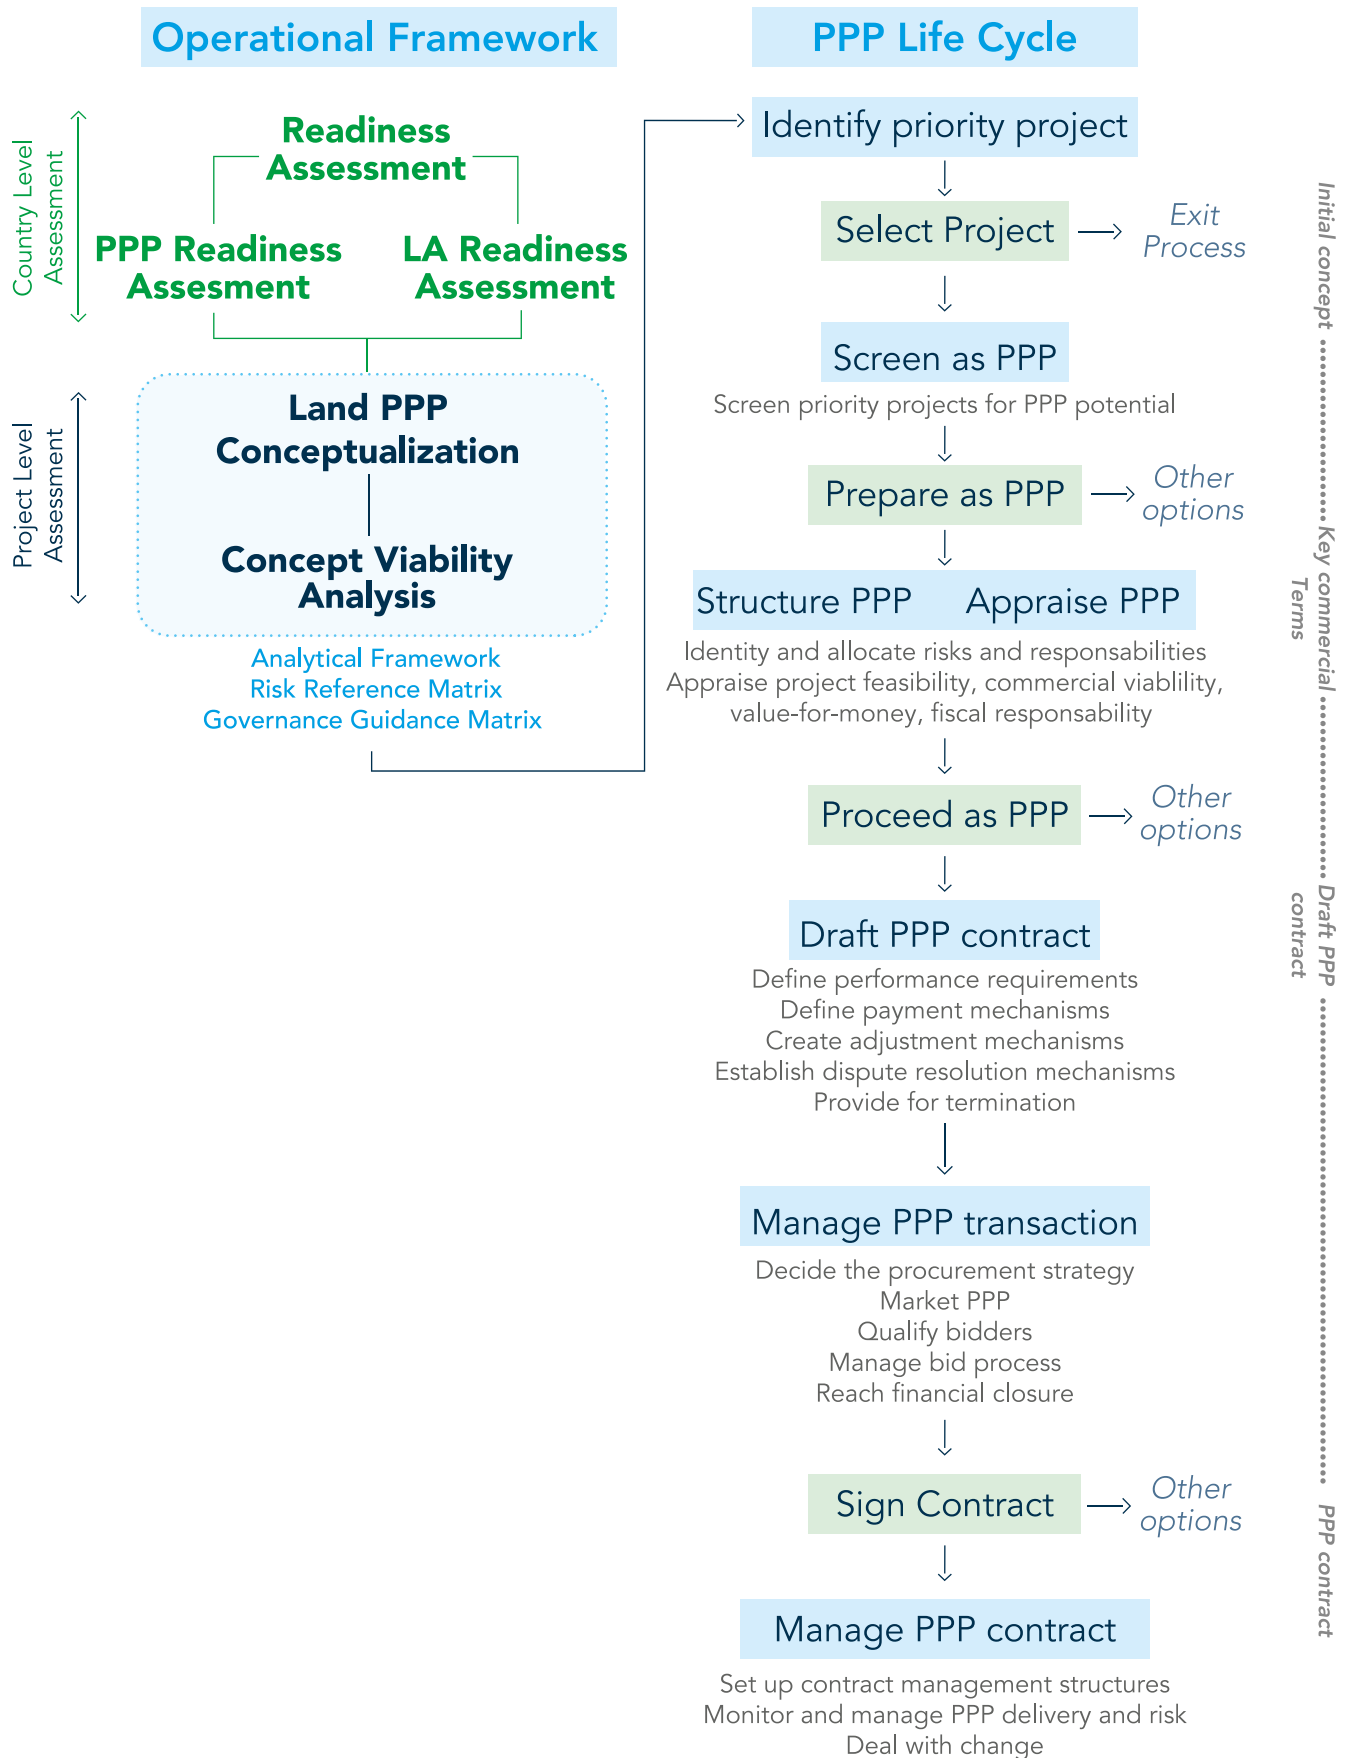 Operational Framework
Country Level
Assessment
Readiness
Assessment
PPP Readiness
Assesment
LA Readiness
Assessment
Project Level
Assessment
Land PPP
Conceptualization
Concept Viability
Analysis
Analytical Framework
Risk Reference Matrix
Governance Guidance Matrix
PPP Life Cycle
Identify priority project
Select Project
Exit
Process
Screen as PPP
Screen priority projects for PPP potential
Prepare as PPP
Other
options
Structure PPP Appraise PPP
Identity and allocate risks and responsabilities
Appraise project feasibility, commercial viablility,
value-for-money, fiscal responsability
Proceed as PPP
Other
options
Draft PPP contract
Define performance requirements
Define payment mechanisms
Create adjustment mechanisms
Establish dispute resolution mechanisms
Provide for termination
Manage PPP transaction
Decide the procurement strategy
Market PPP
Qualify bidders
Manage bid process
Reach financial closure
Sign Contract
Other
options
Manage PPP contract
Set up contract management structures
Monitor and manage PPP delivery and risk
Deal with change
Initial concept
Key commercial
Terms
Draft PPP
contract
PPP contract